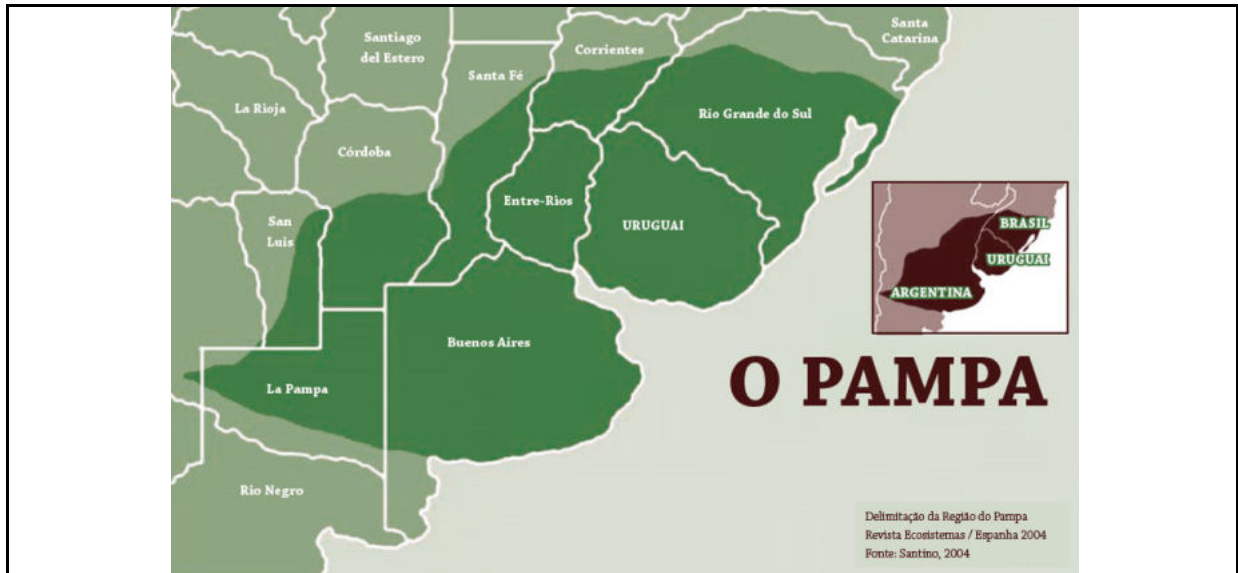 Santiago
del Estero
Corrientes
Santa
Catarina
Santa Fé
La Rioja
Rio Grande do Sul
Córdoba
Entre-Rios
San
Luis
URUGUAI
BRASIL
URUGUAI
ARGENTINA
Buenos Aires
La Pampa
O PAMPA
Rio Negro
Delimitação da Região do Pampa
Revista Ecosistemas / Espanha 2004
Fonte: Santino, 2004